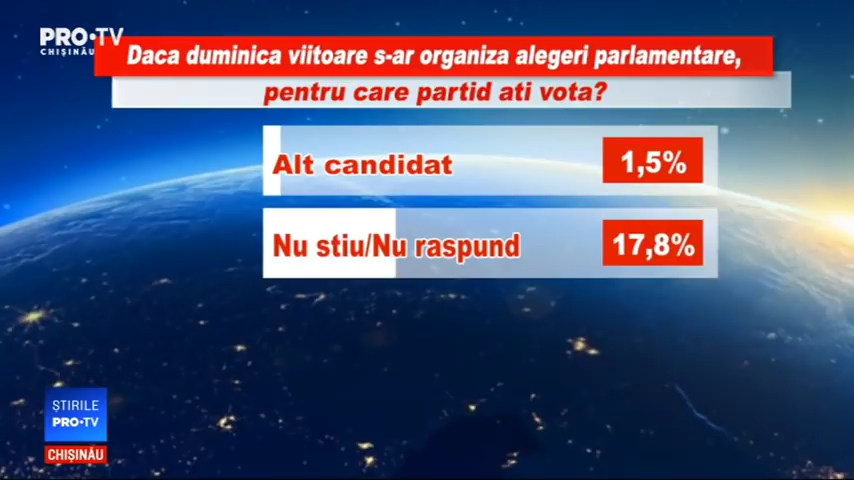 PRO•TV
CHIȘINĂU
Daca duminica viitoare s-ar organiza alegeri parlamentare,
pentru care partid ati vota?
Alt candidat 1,5%
Nu stiu/Nu raspund 17,8%
ȘTIRILE
PRO•TV
CHIȘINĂU